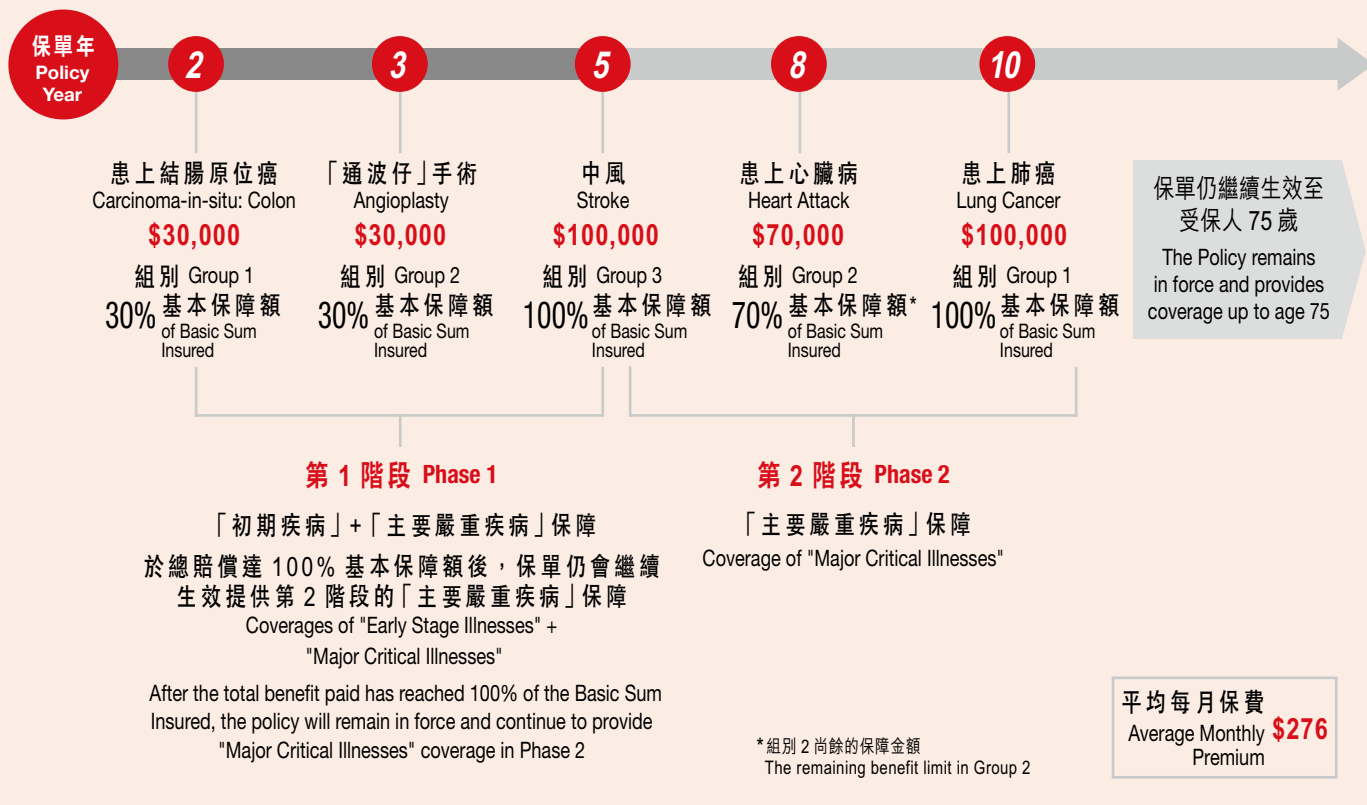 保單年
Policy
Year
2
3
5
8
10
患上結腸原位癌
Carcinoma-in-situ: Colon
$30,000
組別 Group 1
30% 基本保障額
of Basic Sum
Insured
「通波仔」手術
Angioplasty
$30,000
組別 Group 2
30% 基本保障額
of Basic Sum
Insured
中風
Stroke
$100,000
組別 Group 3
100% 基本保障額
of Basic Sum
Insured
患上心臟病
Heart Attack
$70,000
組別 Group 2
70% 基本保障額*
of Basic Sum
Insured
患上肺癌
Lung Cancer
$100,000
組別 Group 1
100% 基本保障額
of Basic Sum
Insured
保單仍繼續生效至
受保人 75 歲
The Policy remains
in force and provides
coverage up to age 75
第 1 階段 Phase 1
「初期疾病」+「主要嚴重疾病」保障
於總賠償達 100% 基本保障額後，保單仍會繼續
生效提供第 2 階段的「主要嚴重疾病」保障
Coverages of "Early Stage Illnesses" +
"Major Critical Illnesses"
After the total benefit paid has reached 100% of the Basic Sum
Insured, the policy will remain in force and continue to provide
"Major Critical Illnesses" coverage in Phase 2
第 2 階段 Phase 2
「主要嚴重疾病」保障
Coverage of "Major Critical Illnesses"
*組別 2 尚餘的保障金額
The remaining benefit limit in Group 2
平均每月保費
Average Monthly
Premium
$276